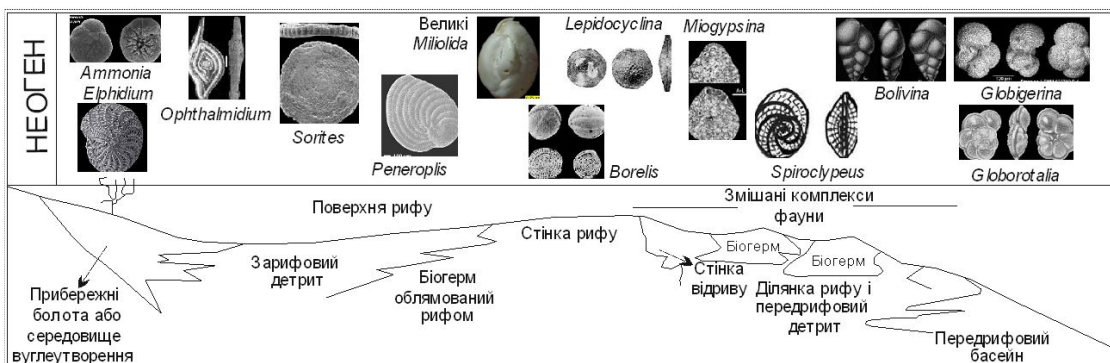 НЕОГЕН
Ammonia
Elphidium
Ophthalmidium
Sorites
Peneroplis
Великі
Miliolida
Lepidocyclina
Borelis
Miogypsina
Spiroclypeus
Bolivina
Globigerina
Globorotalia
Поверхня рифу
Змішані комплекси
фауни
Прибережні
болота або
середовище
вуглеутворення
Зарифовий
детрит
Біогерм
облямований
рифом
Стінка рифу
Стінка
відриву
Біогерм
Біогерм
Ділянка рифу і
передрифовий
детрит
Передрифовий
басейн